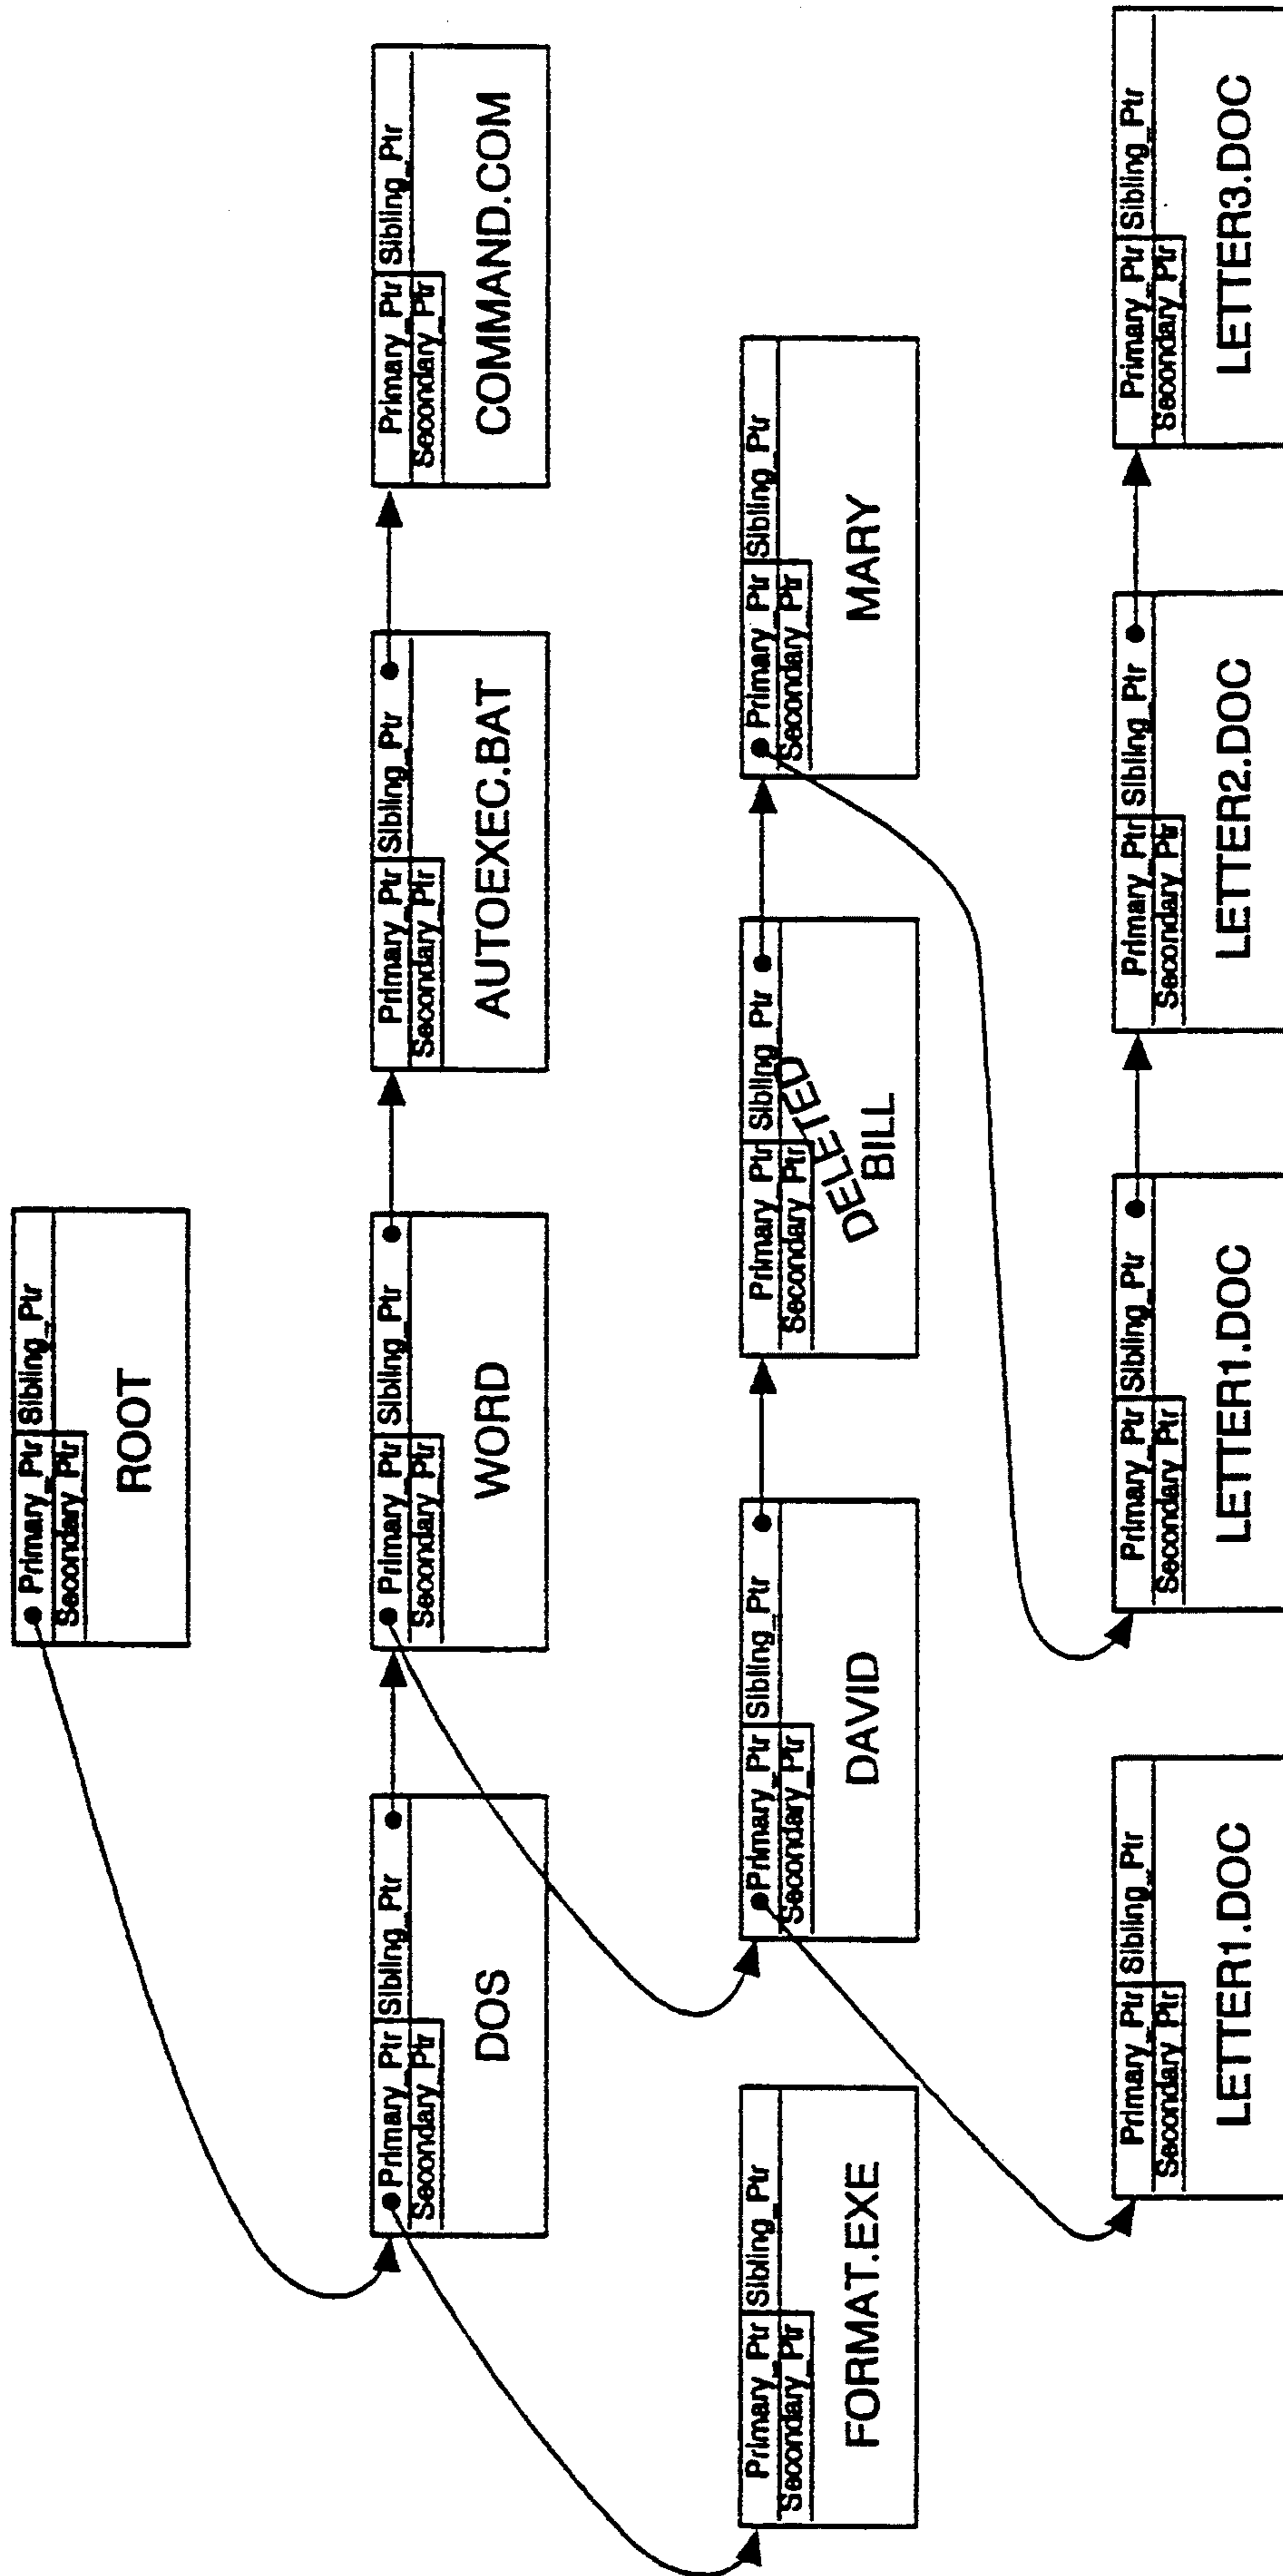 Primary_Ptr Sibling_Ptr
Secondary_Ptr
ROOT
Primary_Ptr Sibling_Ptr
Secondary_Ptr
DOS
Primary_Ptr Sibling_Ptr
Secondary_Ptr
WORD
Primary_Ptr Sibling_Ptr
Secondary_Ptr
AUTOEXEC.BAT
Primary_Ptr Sibling_Ptr
Secondary_Ptr
COMMAND.COM
Primary_Ptr Sibling_Ptr
Secondary_Ptr
FORMAT.EXE
Primary_Ptr Sibling_Ptr
Secondary_Ptr
DAVID
Primary_Ptr Sibling_Ptr
Secondary_Ptr
DELETED
BILL
Primary_Ptr Sibling_Ptr
Secondary_Ptr
MARY
Primary_Ptr Sibling_Ptr
Secondary_Ptr
LETTER1.DOC
Primary_Ptr Sibling_Ptr
Secondary_Ptr
LETTER1.DOC
Primary_Ptr Sibling_Ptr
Secondary_Ptr
LETTER2.DOC
Primary_Ptr Sibling_Ptr
Secondary_Ptr
LETTER3.DOC